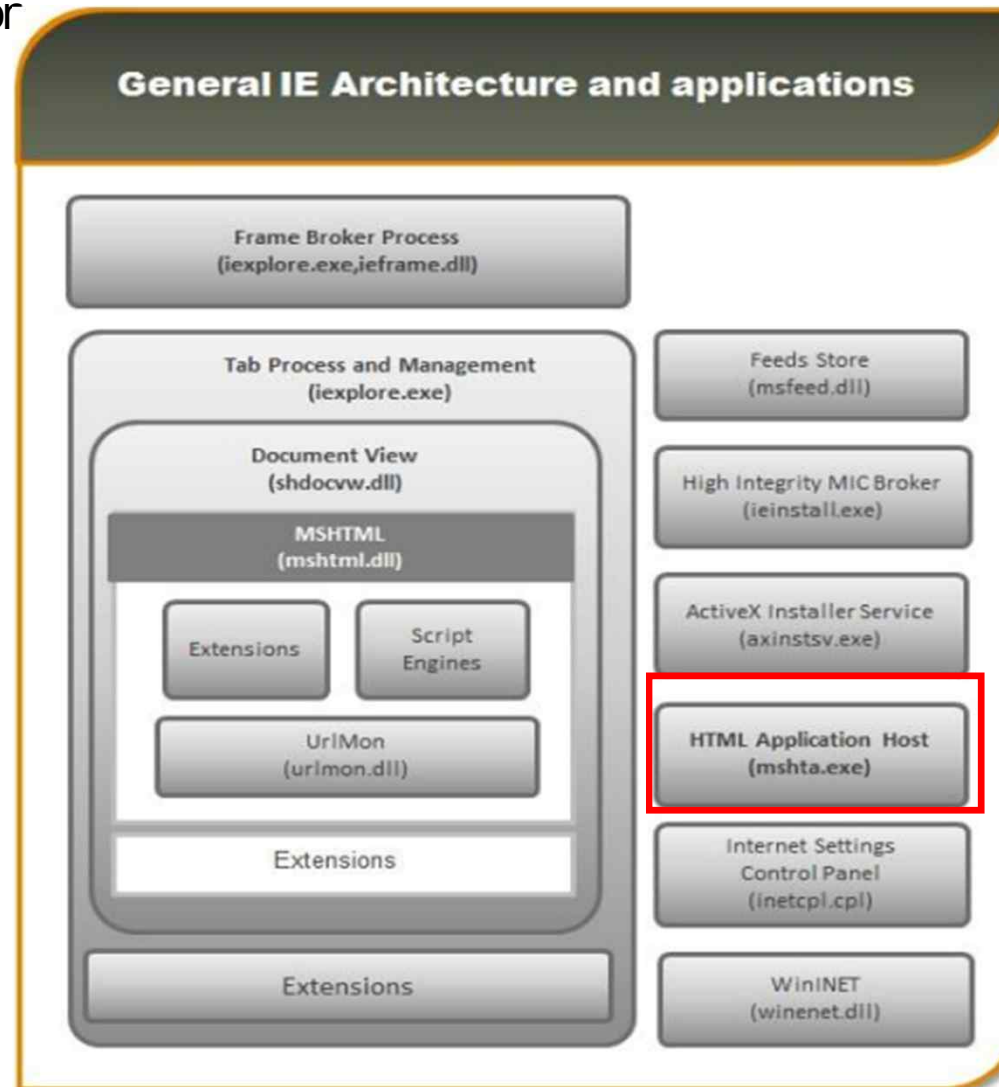 or
General IE Architecture and applications
Frame Broker Process
(iexplore.exe,ieframe.dll)
Tab Process and Management
(iexplore.exe)
Document View
(shdocvw.dll)
MSHTML
(mshtml.dll)
Extensions
Script
Engines
UrlMon
(urlmon.dll)
Extensions
Extensions
Feeds Store
(msfeed.dll)
High Integrity MIC Broker
(ieinstall.exe)
ActiveX Installer Service
(axinstsv.exe)
HTML Application Host
(mshta.exe)
Internet Settings
Control Panel
(inetcpl.cpl)
WinINET
(winenet.dll)